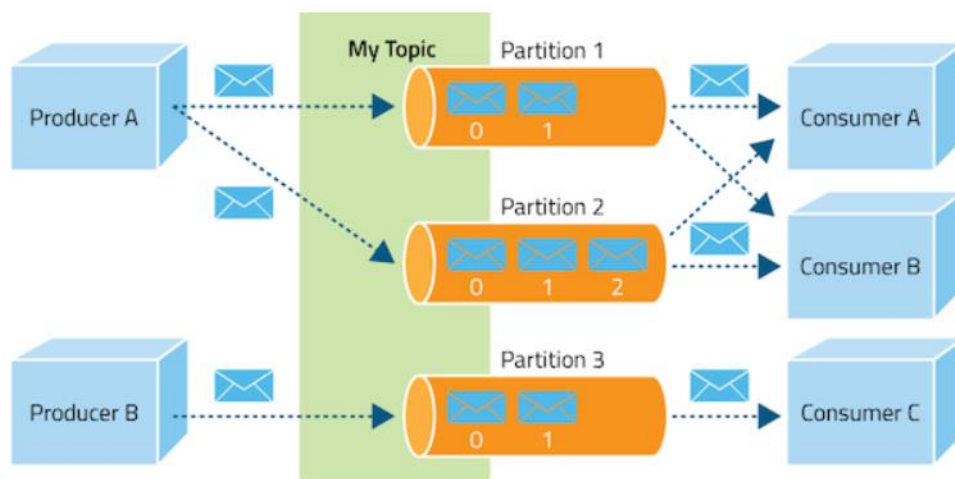 My Topic
Partition 1
Producer A
0 1
Consumer A
Partition 2
0 1 2
Consumer B
Partition 3
Producer B
0 1
Consumer C